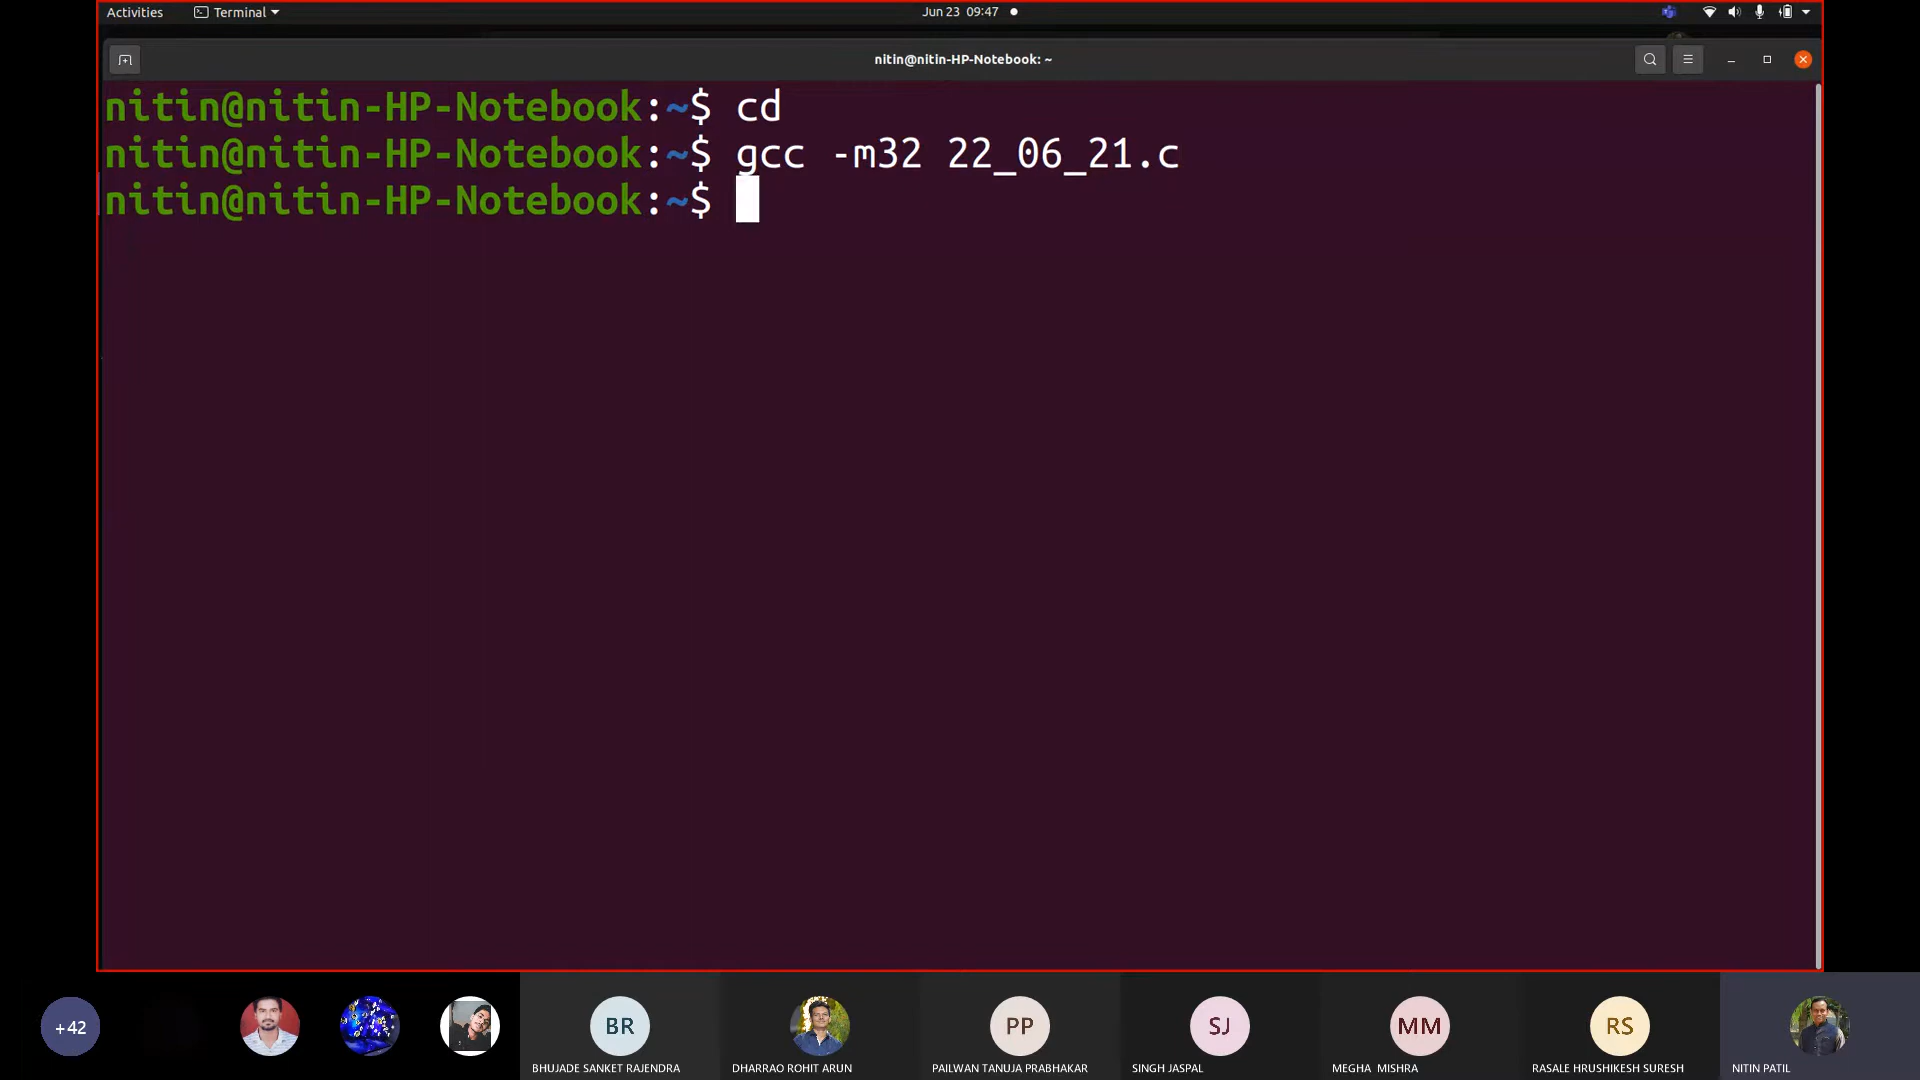 Activities Terminal Jun 23 09:47
nitin@nitin-HP-Notebook: ~
nitin@nitin-HP-Notebook:~$ cd
nitin@nitin-HP-Notebook:~$ gcc -m32 22_06_21.c
nitin@nitin-HP-Notebook:~$
+42 BR PP SJ MM RS
BHUJADE SANKET RAJENDRA DHARRAO ROHIT ARUN PAILWAN TANUJA PRABHAKAR SINGH JASPAL MEGHA MISHRA RASALE HRUSHIKESH SURESH NITIN PATIL